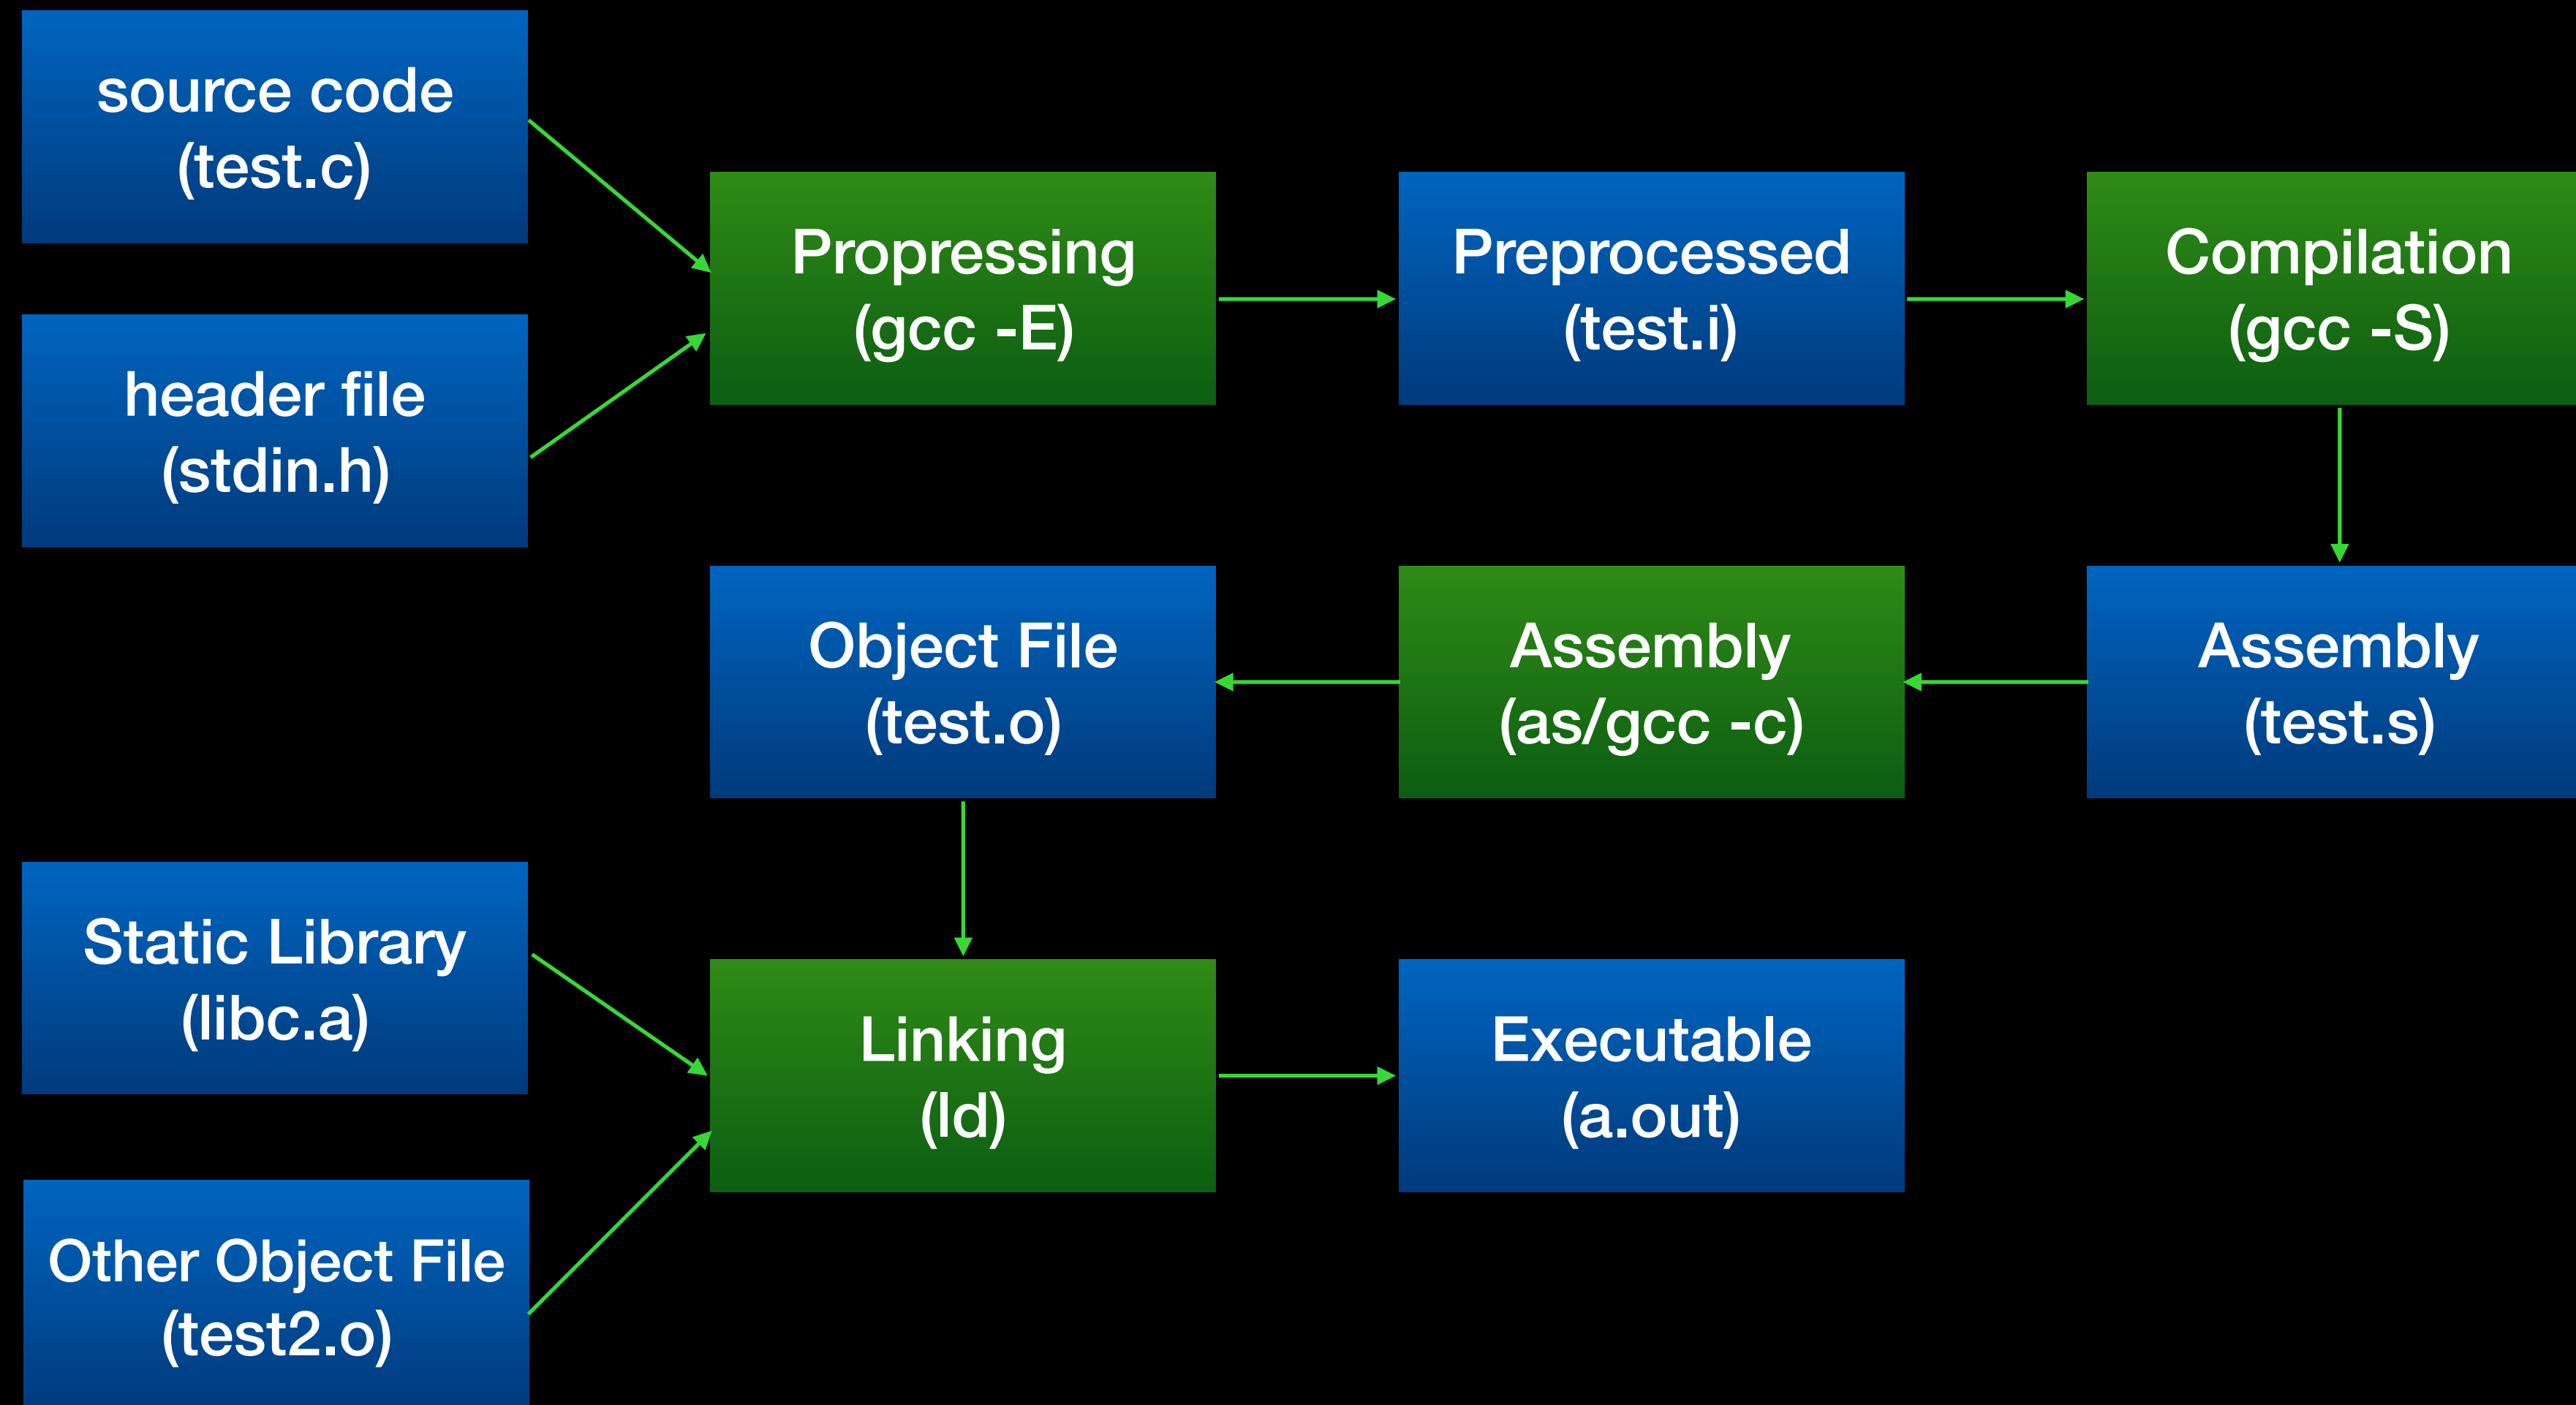 source code
(test.c)
header file
(stdin.h)
Propressing
(gcc -E)
Preprocessed
(test.i)
Compilation
(gcc -S)
Object File
(test.o)
Assembly
(as/gcc -c)
Assembly
(test.s)
Static Library
(libc.a)
Other Object File
(test2.o)
Linking
(ld)
Executable
(a.out)